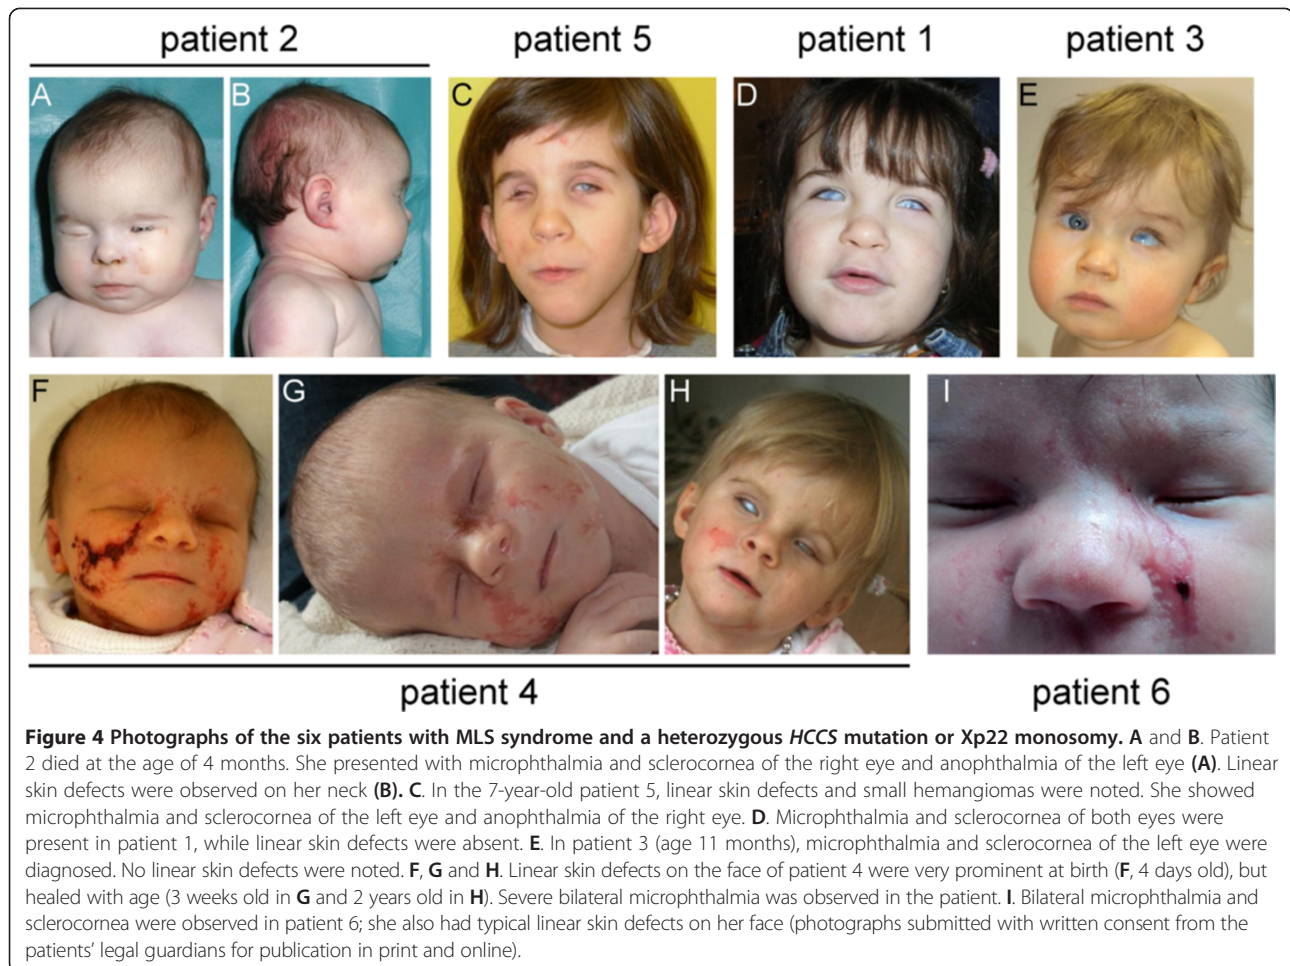 patient 2
patient 5
patient 1
patient 3
A
B
C
D
E
F
G
H
I
patient 4
patient 6
Figure 4 Photographs of the six patients with MLS syndrome and a heterozygous HCCS mutation or Xp22 monosomy. A and B. Patient
2 died at the age of 4 months. She presented with microphthalmia and sclerocornea of the right eye and anophthalmia of the left eye (A). Linear
skin defects were observed on her neck (B). C. In the 7-year-old patient 5, linear skin defects and small hemangiomas were noted. She showed
microphthalmia and sclerocornea of the left eye and anophthalmia of the right eye. D. Microphthalmia and sclerocornea of both eyes were
present in patient 1, while linear skin defects were absent. E. In patient 3 (age 11 months), microphthalmia and sclerocornea of the left eye were
diagnosed. No linear skin defects were noted. F, G and H. Linear skin defects on the face of patient 4 were very prominent at birth (F, 4 days old), but
healed with age (3 weeks old in G and 2 years old in H). Severe bilateral microphthalmia was observed in the patient. I. Bilateral microphthalmia and
sclerocornea were observed in patient 6; she also had typical linear skin defects on her face (photographs submitted with written consent from the
patients' legal guardians for publication in print and online).